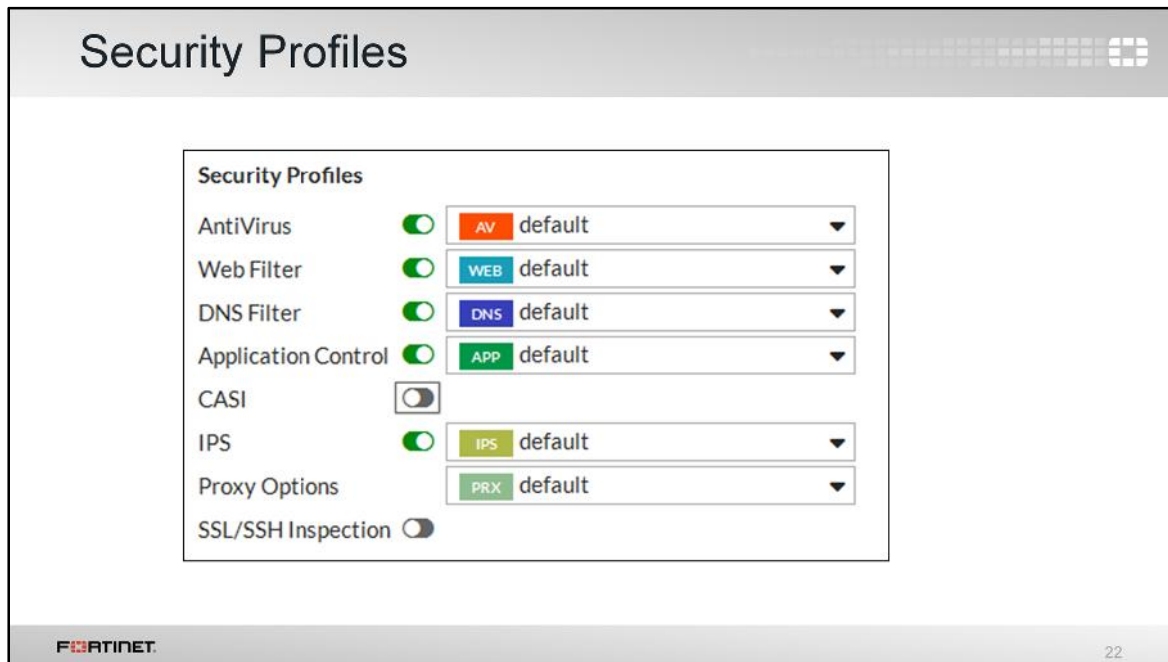 Security Profiles
Security Profiles
AntiVirus AV default
Web Filter WEB default
DNS Filter DNS default
Application Control APP default
CASI
IPS IPS default
Proxy Options PRX default
SSL/SSH Inspection
FORTINET. 22